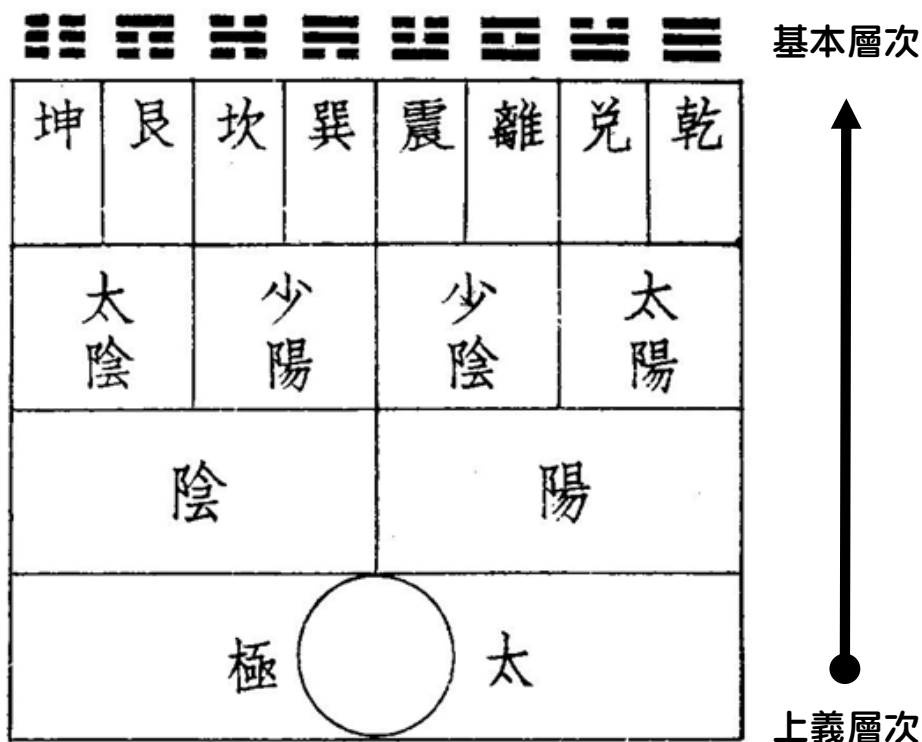 基本層次
坤 艮 坎 巽 震 離 兑 乾
太陰 少陽 少陰 太陽
陰 陽
極 太
上義層次